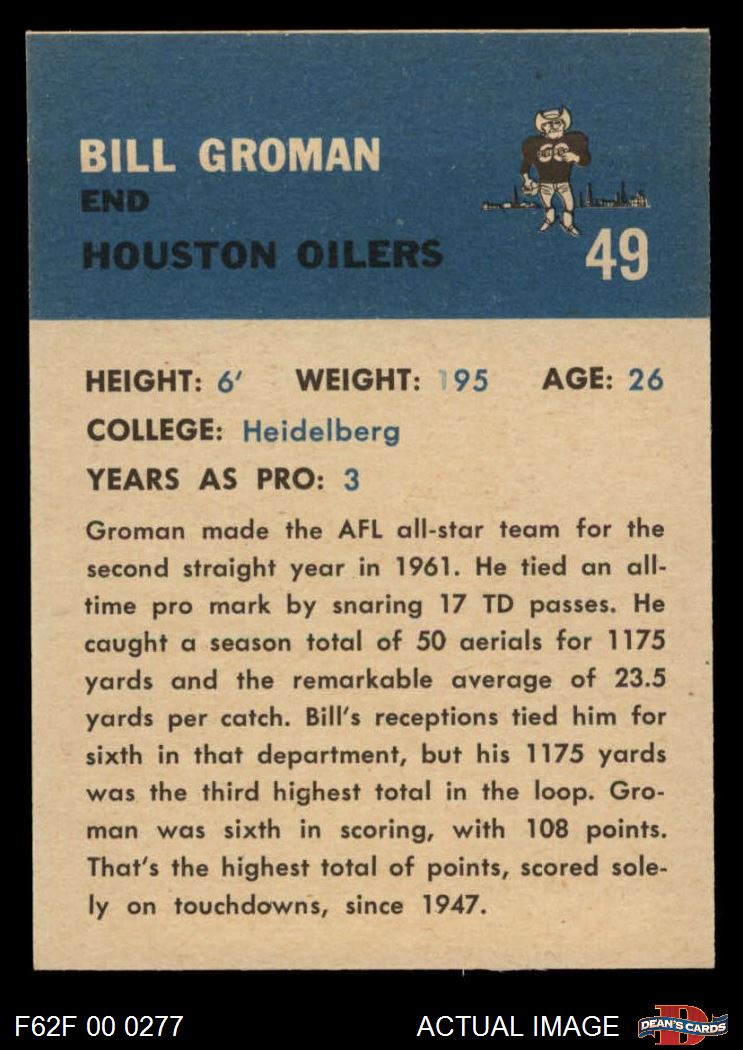 BILL GROMAN
END
HOUSTON OILERS
49
HEIGHT: 6' WEIGHT: 195 AGE: 26
COLLEGE: Heidelberg
YEARS AS PRO: 3
Groman made the AFL all-star team for the
second straight year in 1961. He tied an all-
time pro mark by snaring 17 TD passes. He
caught a season total of 50 aerials for 1175
yards and the remarkable average of 23.5
yards per catch. Bill's receptions tied him for
sixth in that department, but his 1175 yards
was the third highest total in the loop. Gro-
man was sixth in scoring, with 108 points.
That's the highest total of points, scored sole-
ly on touchdowns, since 1947.
F62F 00 0277 ACTUAL IMAGE DEAN'S CARDS